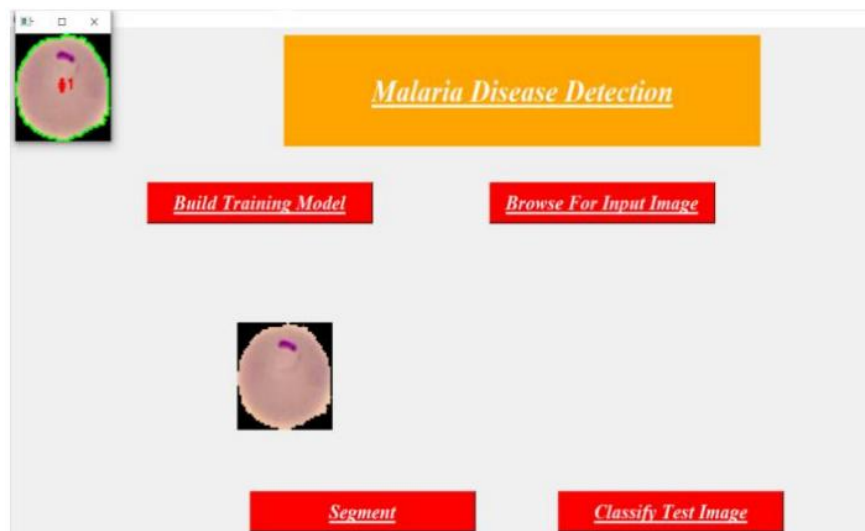 Malaria Disease Detection
Build Training Model
Browse For Input Image
Segment
Classify Test Image